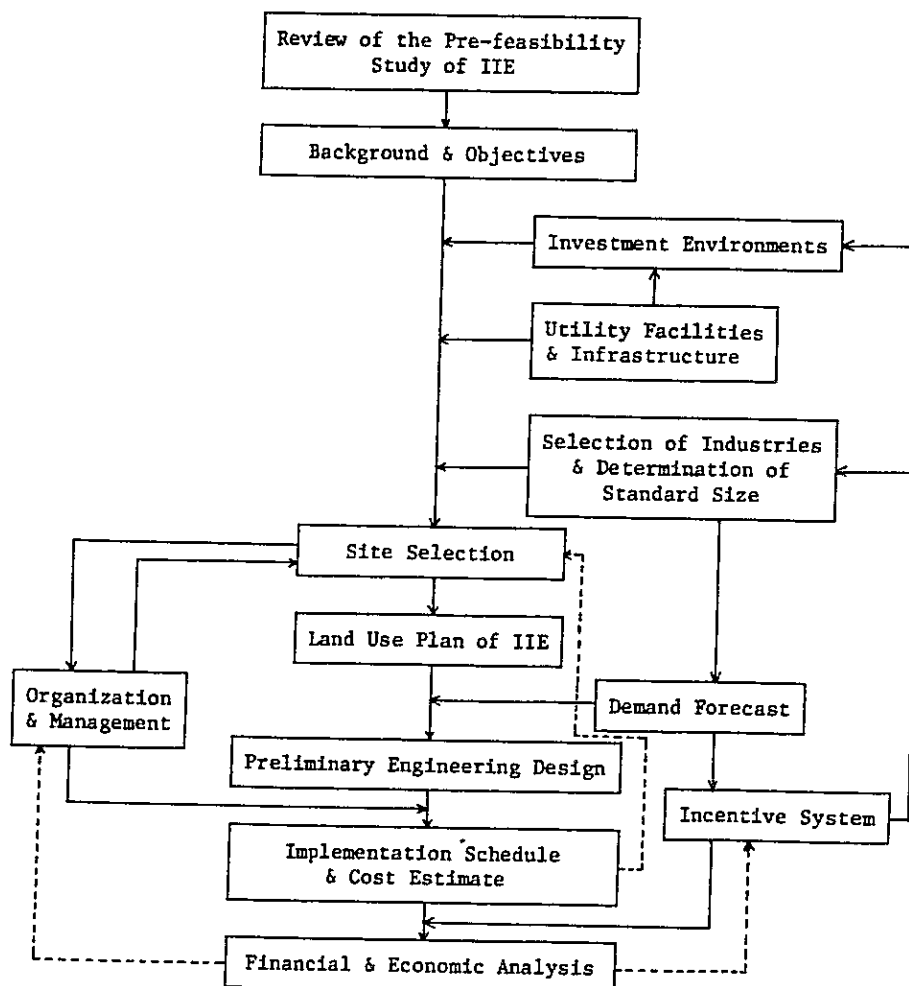 Review of the Pre-feasibility
Study of IIE
Background & Objectives
Investment Environments
Utility Facilities
& Infrastructure
Selection of Industries
& Determination of
Standard Size
Site Selection
Land Use Plan of IIE
Organization
& Management
Demand Forecast
Preliminary Engineering Design
Incentive System
Implementation Schedule
& Cost Estimate
Financial & Economic Analysis